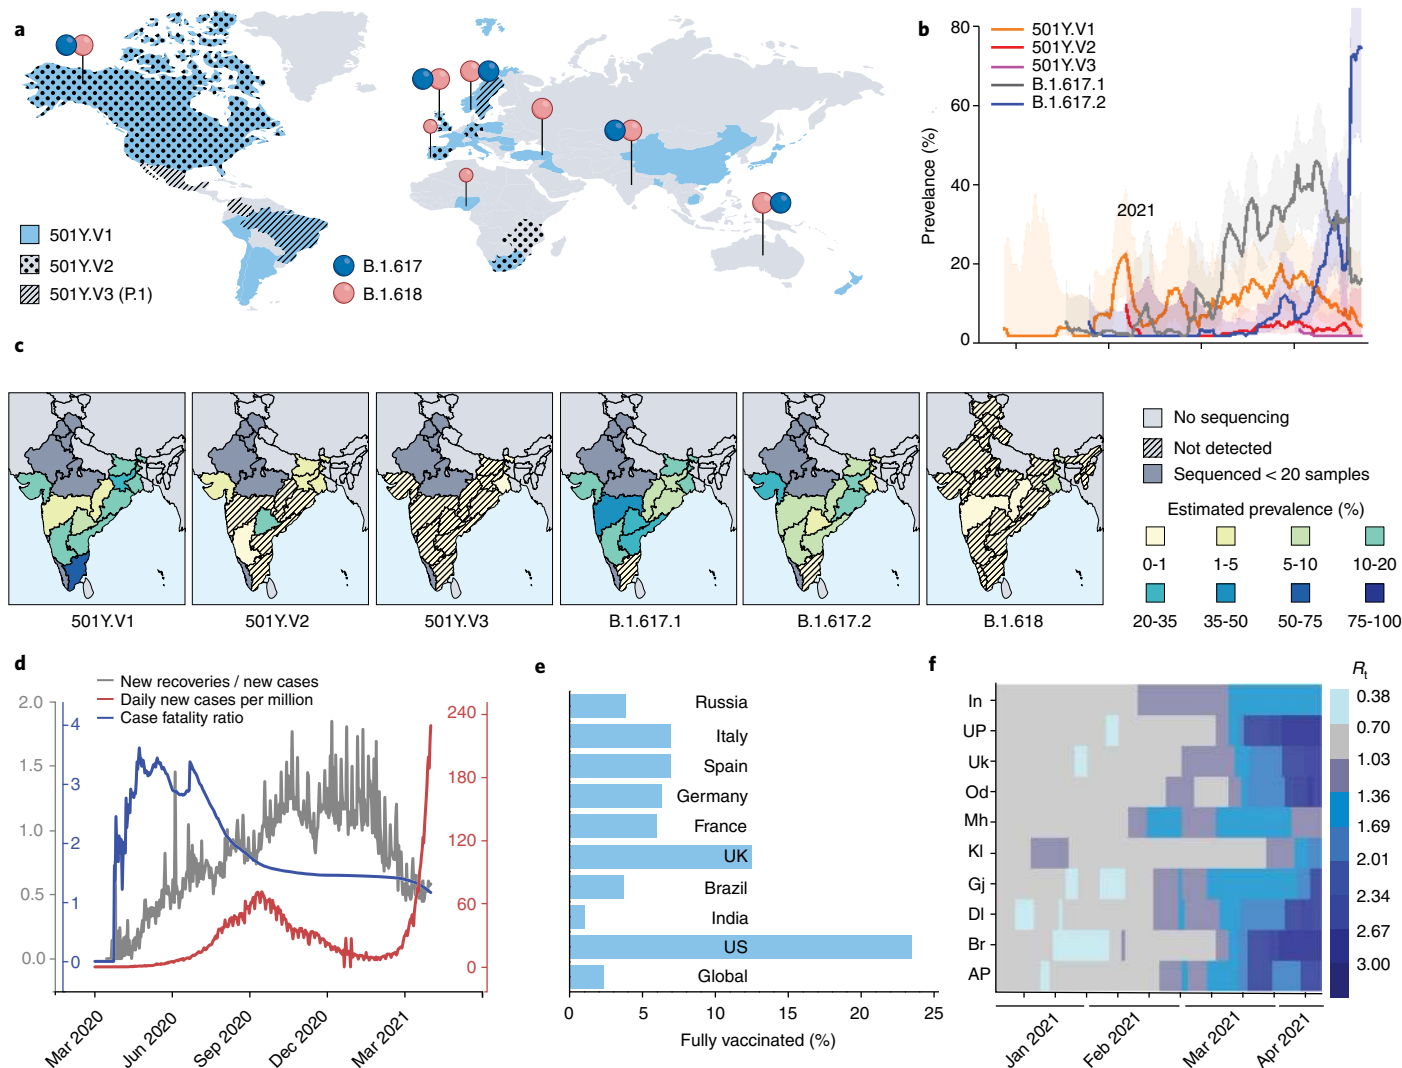 a
501Y.V1
501Y.V2
501Y.V3 (P.1)
B.1.617
B.1.618
b
80
60
40
20
0
Prevelance (%)
501Y.V1
501Y.V2
501Y.V3
B.1.617.1
B.1.617.2
2021
c
501Y.V1
501Y.V2
501Y.V3
B.1.617.1
B.1.617.2
B.1.618
No sequencing
Not detected
Sequenced < 20 samples
Estimated prevalence (%)
0-1
1-5
5-10
10-20
20-35
35-50
50-75
75-100
d
New recoveries / new cases
Daily new cases per million
Case fatality ratio
2.0
1.5
1.0
0.5
0.0
4
3
2
1
0
240
180
120
60
0
Mar 2020
Jun 2020
Sep 2020
Dec 2020
Mar 2021
e
Russia
Italy
Spain
Germany
France
UK
Brazil
India
US
Global
0
5
10
15
20
25
Fully vaccinated (%)
f
In
UP
Uk
Od
Mh
Kl
Gj
Dl
Br
AP
Jan 2021
Feb 2021
Mar 2021
Apr 2021
Rt
0.38
0.70
1.03
1.36
1.69
2.01
2.34
2.67
3.00